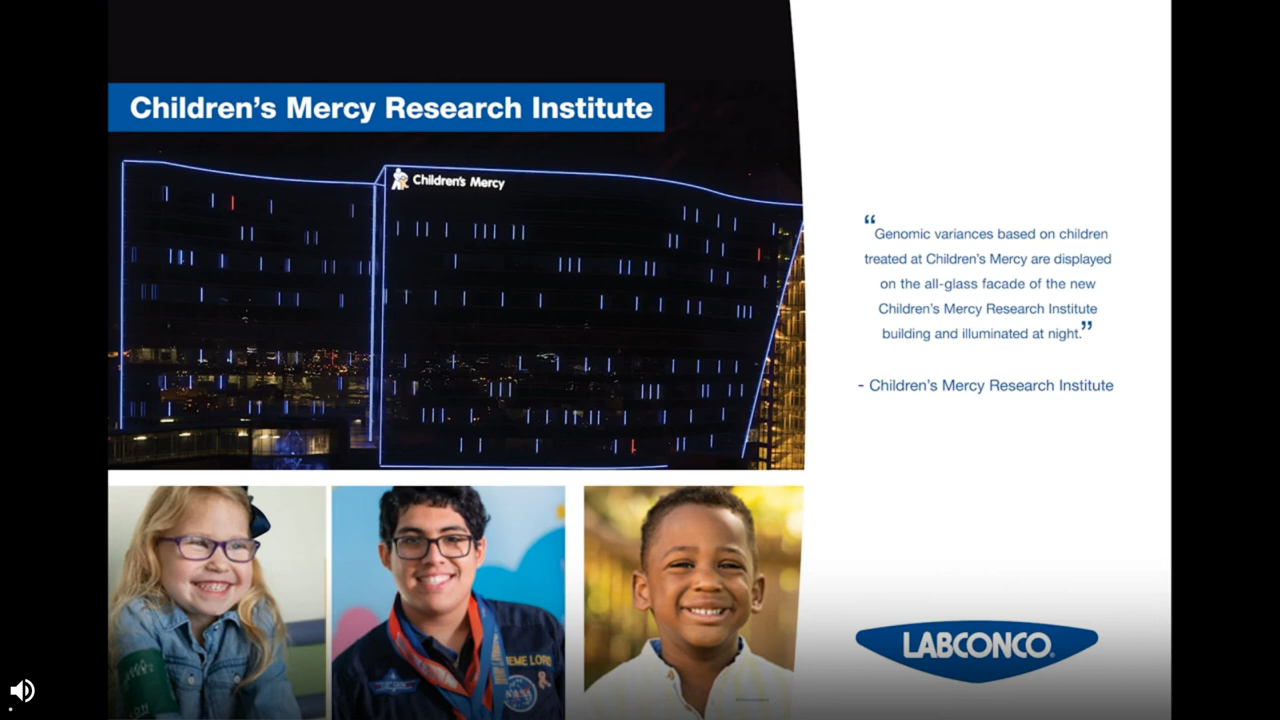 Children's Mercy Research Institute
Children's Mercy
“Genomic variances based on children
treated at Children's Mercy are displayed
on the all-glass facade of the new
Children's Mercy Research Institute
building and illuminated at night.”
- Children's Mercy Research Institute
NASA
LABCONCO®